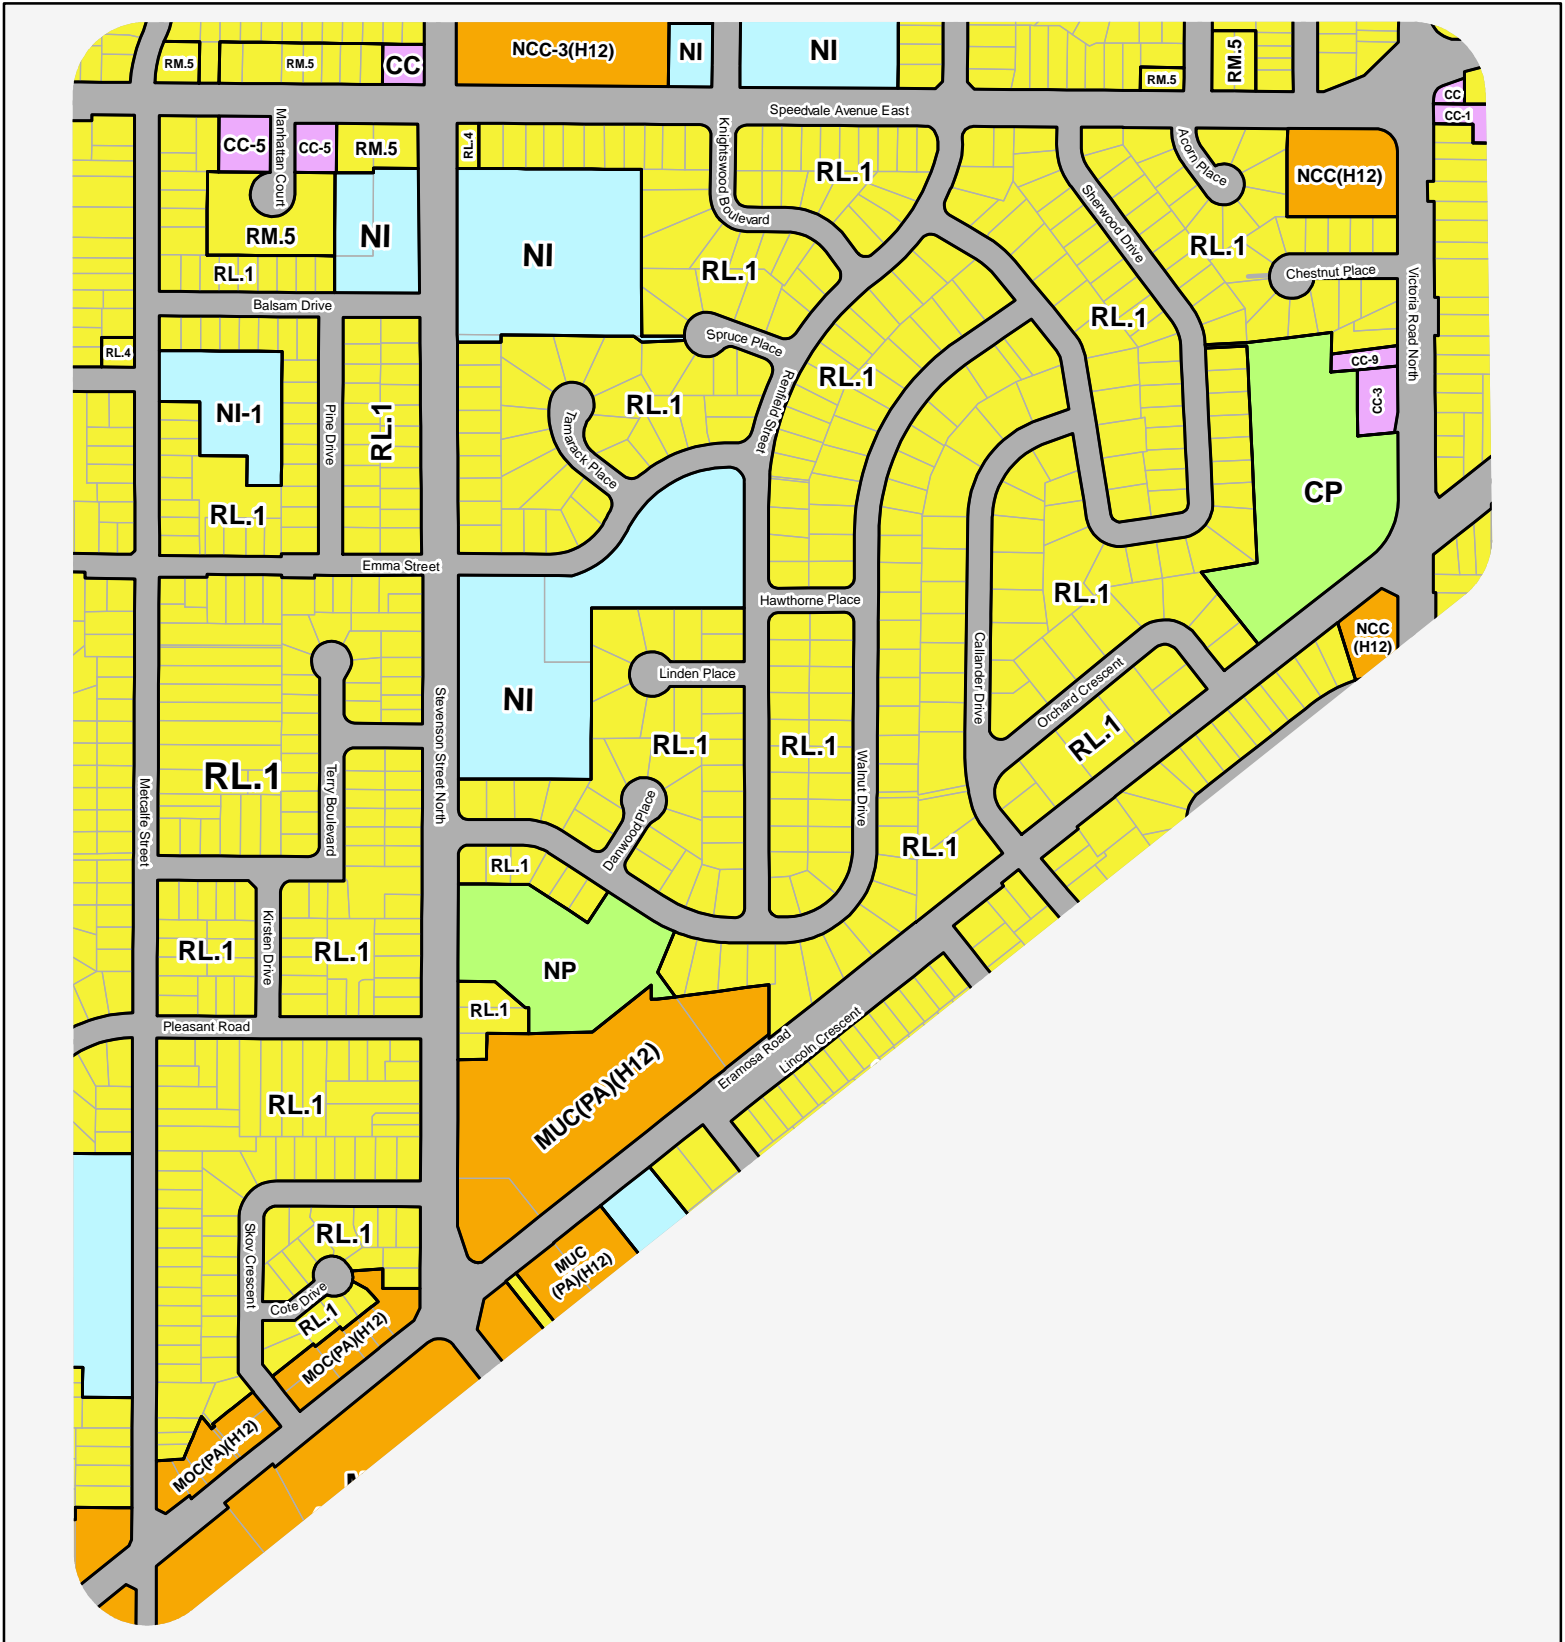 NCC-3(H12)
NI
NI
RM.5
RM.5
RM.5
CC
RM.5
CC
CC-1
Speedvale Avenue East
Manhattan Court
CC-5
CC-5
RM.5
RL.4
Knightswood Boulevard
RL.1
Acorn Place
NCC(H12)
Sherwood Drive
RM.5
NI
NI
RL.1
RL.1
RL.1
Chestnut Place
Victoria Road North
Balsam Drive
RL.1
RL.4
Spruce Place
CC-9
CC-3
NI-1
Pine Drive
RL.1
RL.1
Tamarack Place
Renfield Street
RL.1
CP
RL.1
Emma Street
Hawthorne Place
RL.1
NCC
(H12)
Linden Place
Callander Drive
Orchard Crescent
NI
RL.1
RL.1
RL.1
Stevenson Street North
RL.1
Metcalfe Street
Terry Boulevard
Walnut Drive
Danwood Place
RL.1
RL.1
RL.1
Kirsten Drive
RL.1
NP
RL.1
Pleasant Road
Eramosa Road
Lincoln Crescent
MUC(PA)(H12)
RL.1
Skov Crescent
RL.1
Cote Drive
RL.1
MUC
(PA)(H12)
MOC(PA)(H12)
MOC(PA)(H12)